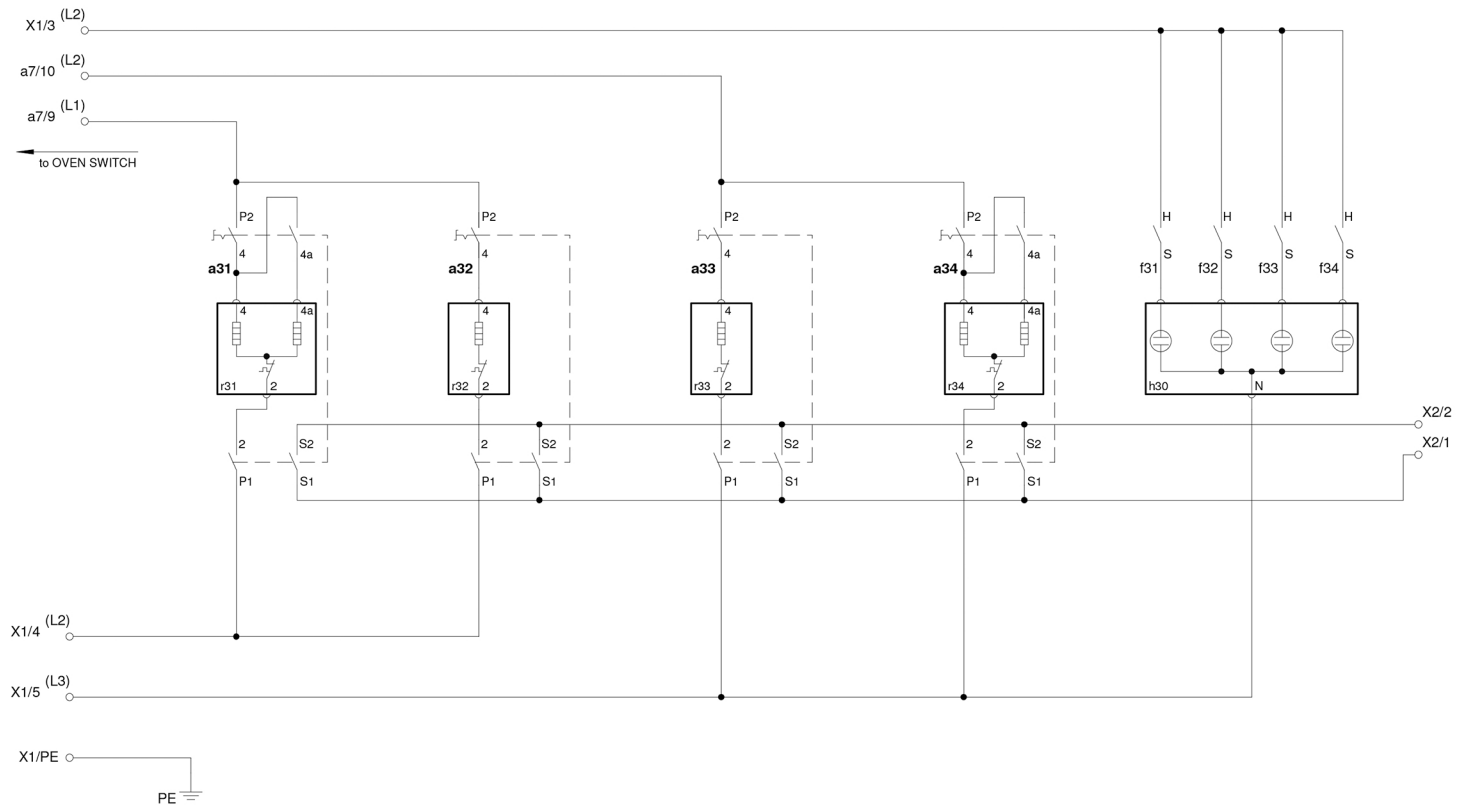 X1/3 (L2)
a7/10 (L2)
a7/9 (L1)
to OVEN SWITCH
P2 P2 P2 P2 H H H H
4 4a 4 4 4 4a S S S S
a31 a32 a33 a34 f31 f32 f33 f34
4 4a 4 4 4 4a
r31 2 r32 2 r33 2 r34 2 h30 N
X2/2
2 S2 2 S2 2 S2 2 S2 X2/1
P1 S1 P1 S1 P1 S1 P1 S1
X1/4 (L2)
X1/5 (L3)
X1/PE
PE